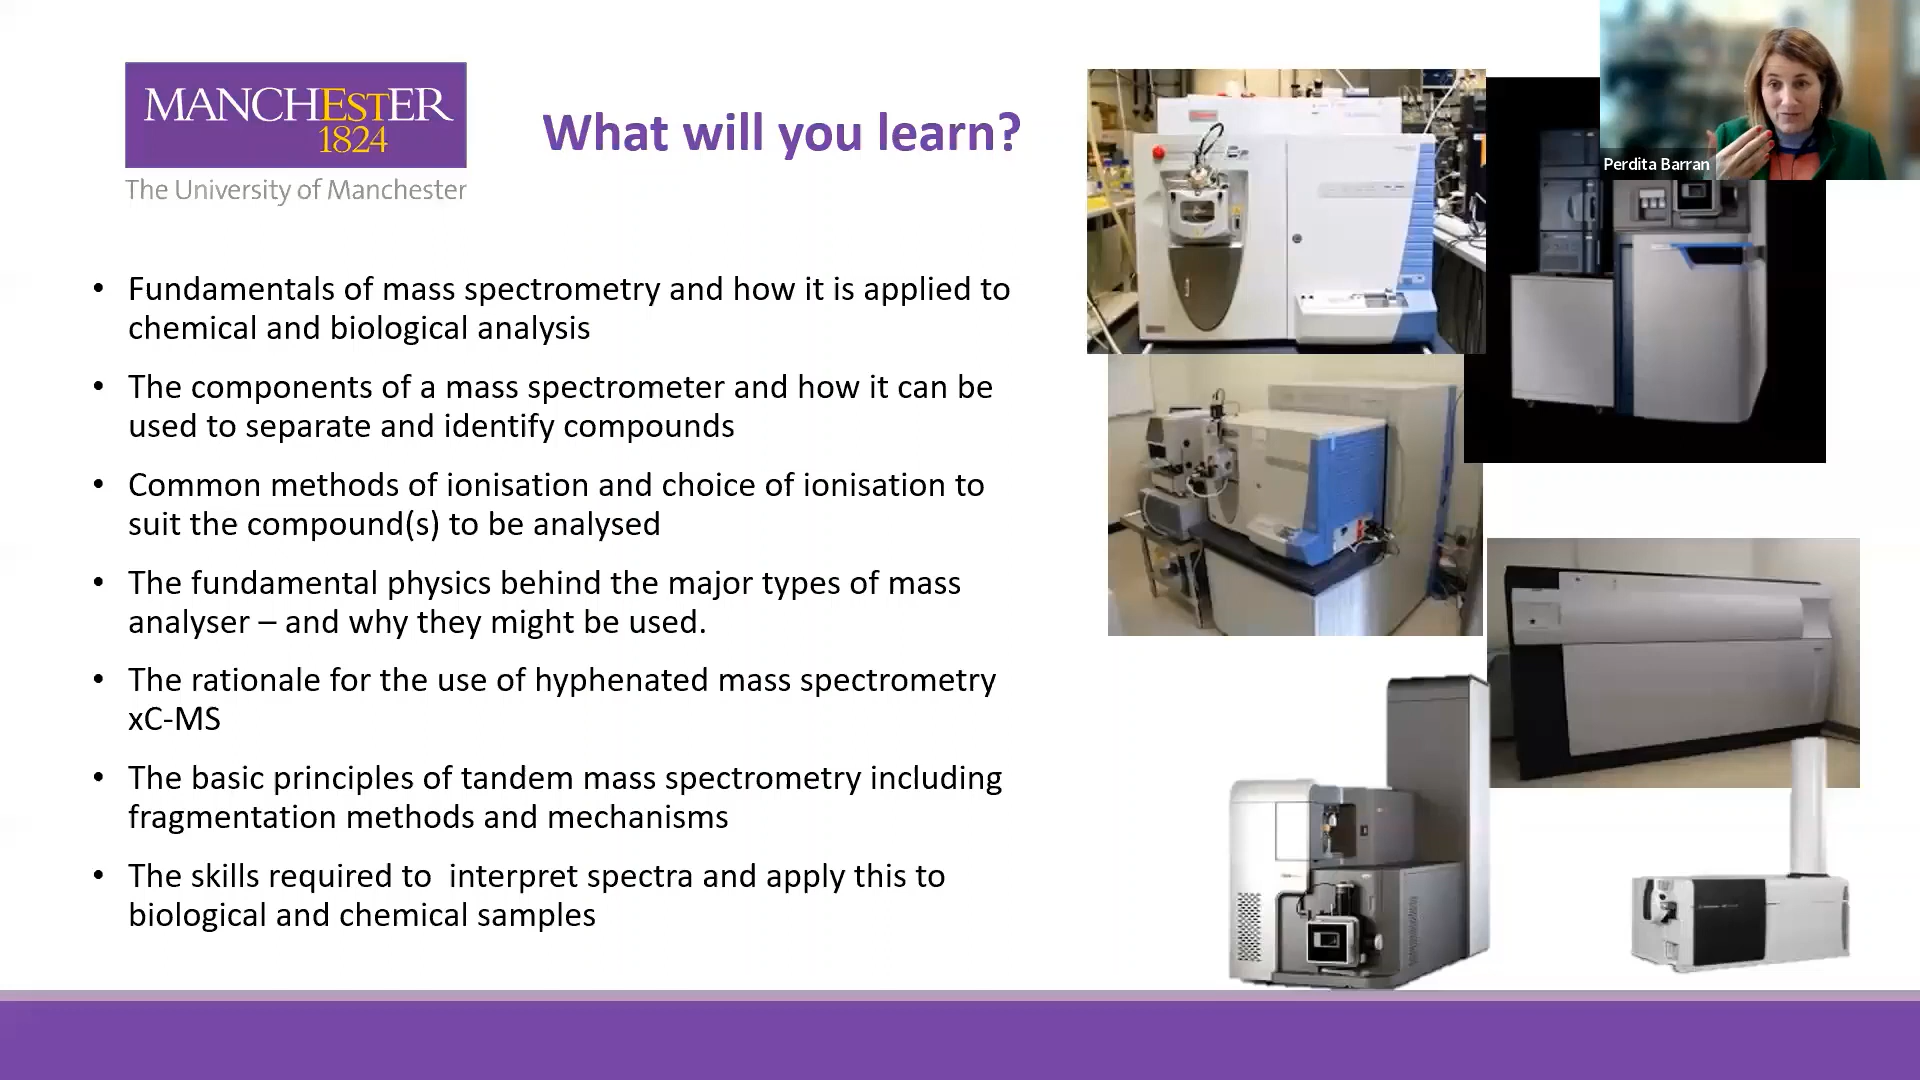 MANCHESTER
1824
The University of Manchester
What will you learn?
Perdita Barran
• Fundamentals of mass spectrometry and how it is applied to
chemical and biological analysis
• The components of a mass spectrometer and how it can be
used to separate and identify compounds
• Common methods of ionisation and choice of ionisation to
suit the compound(s) to be analysed
• The fundamental physics behind the major types of mass
analyser – and why they might be used.
• The rationale for the use of hyphenated mass spectrometry
xC-MS
• The basic principles of tandem mass spectrometry including
fragmentation methods and mechanisms
• The skills required to  interpret spectra and apply this to
biological and chemical samples